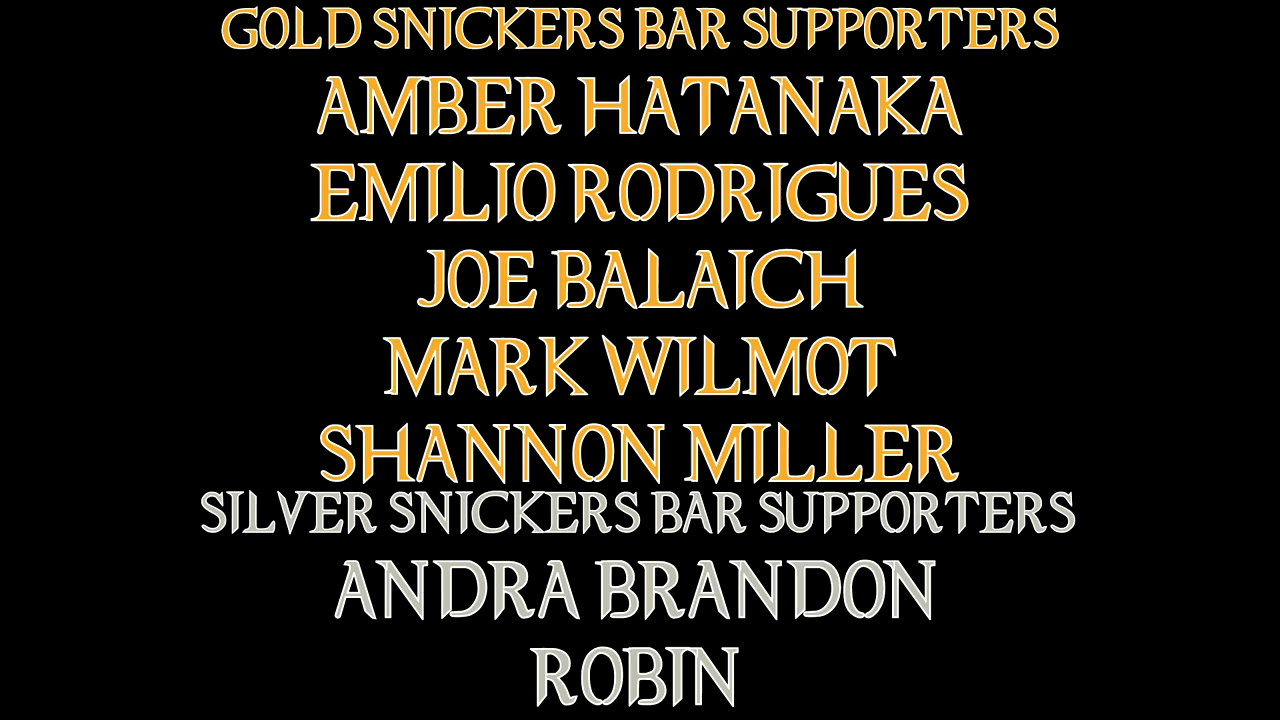 GOLD SNICKERS BAR SUPPORTERS
AMBER HATANAKA
EMILIO RODRIGUES
JOE BALAICH
MARK WILMOT
SHANNON MILLER
SILVER SNICKERS BAR SUPPORTERS
ANDRA BRANDON
ROBIN